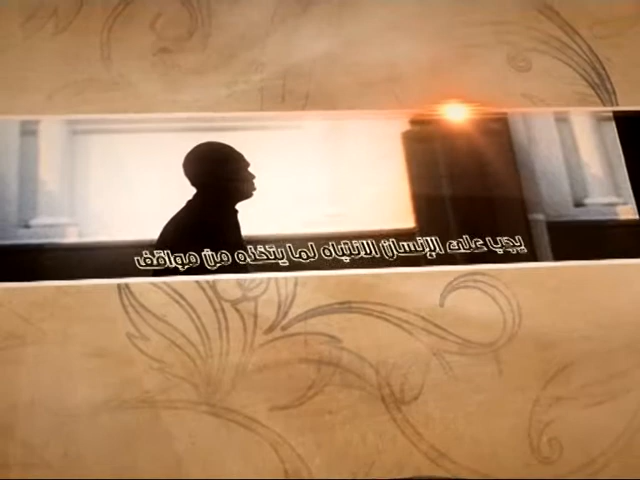 يجب على الإنسان الانتباه لما يتخذه من مواقف